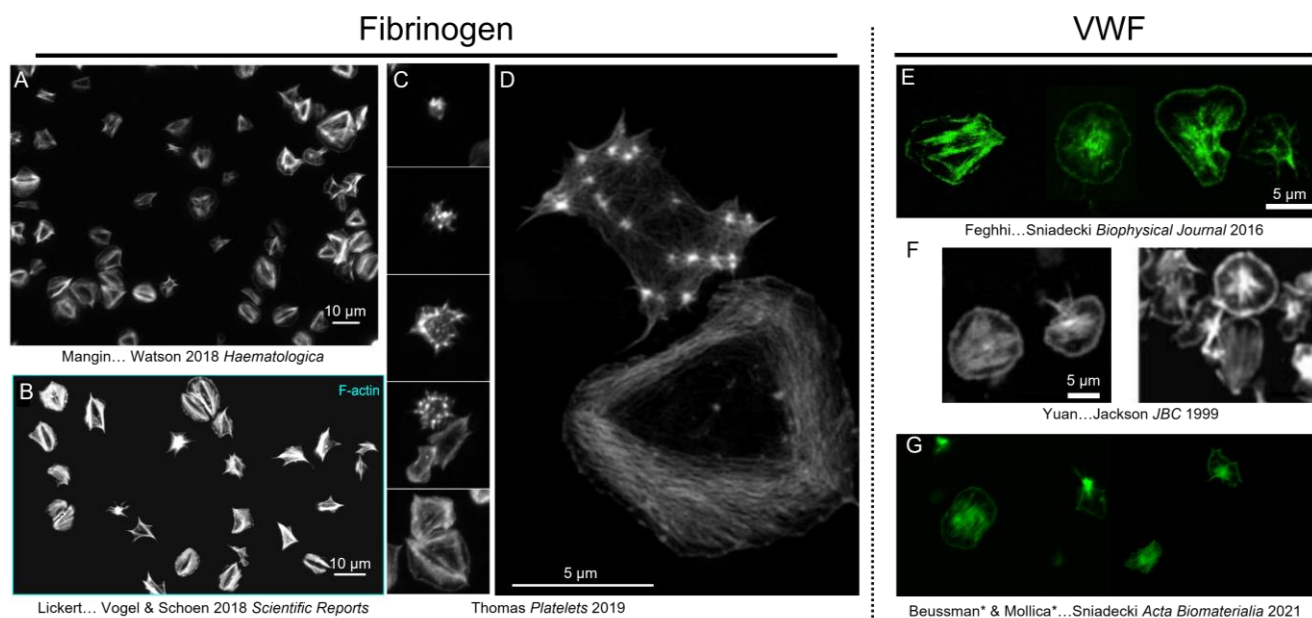 Fibrinogen
VWF
A
10 µm
Mangin... Watson 2018 Haematologica
B
F-actin
10 µm
Lickert... Vogel & Schoen 2018 Scientific Reports
C
D
5 µm
Thomas Platelets 2019
E
5 µm
Feghhi...Sniadecki Biophysical Journal 2016
F
5 µm
Yuan...Jackson JBC 1999
G
Beussman* & Mollica*...Sniadecki Acta Biomaterialia 2021